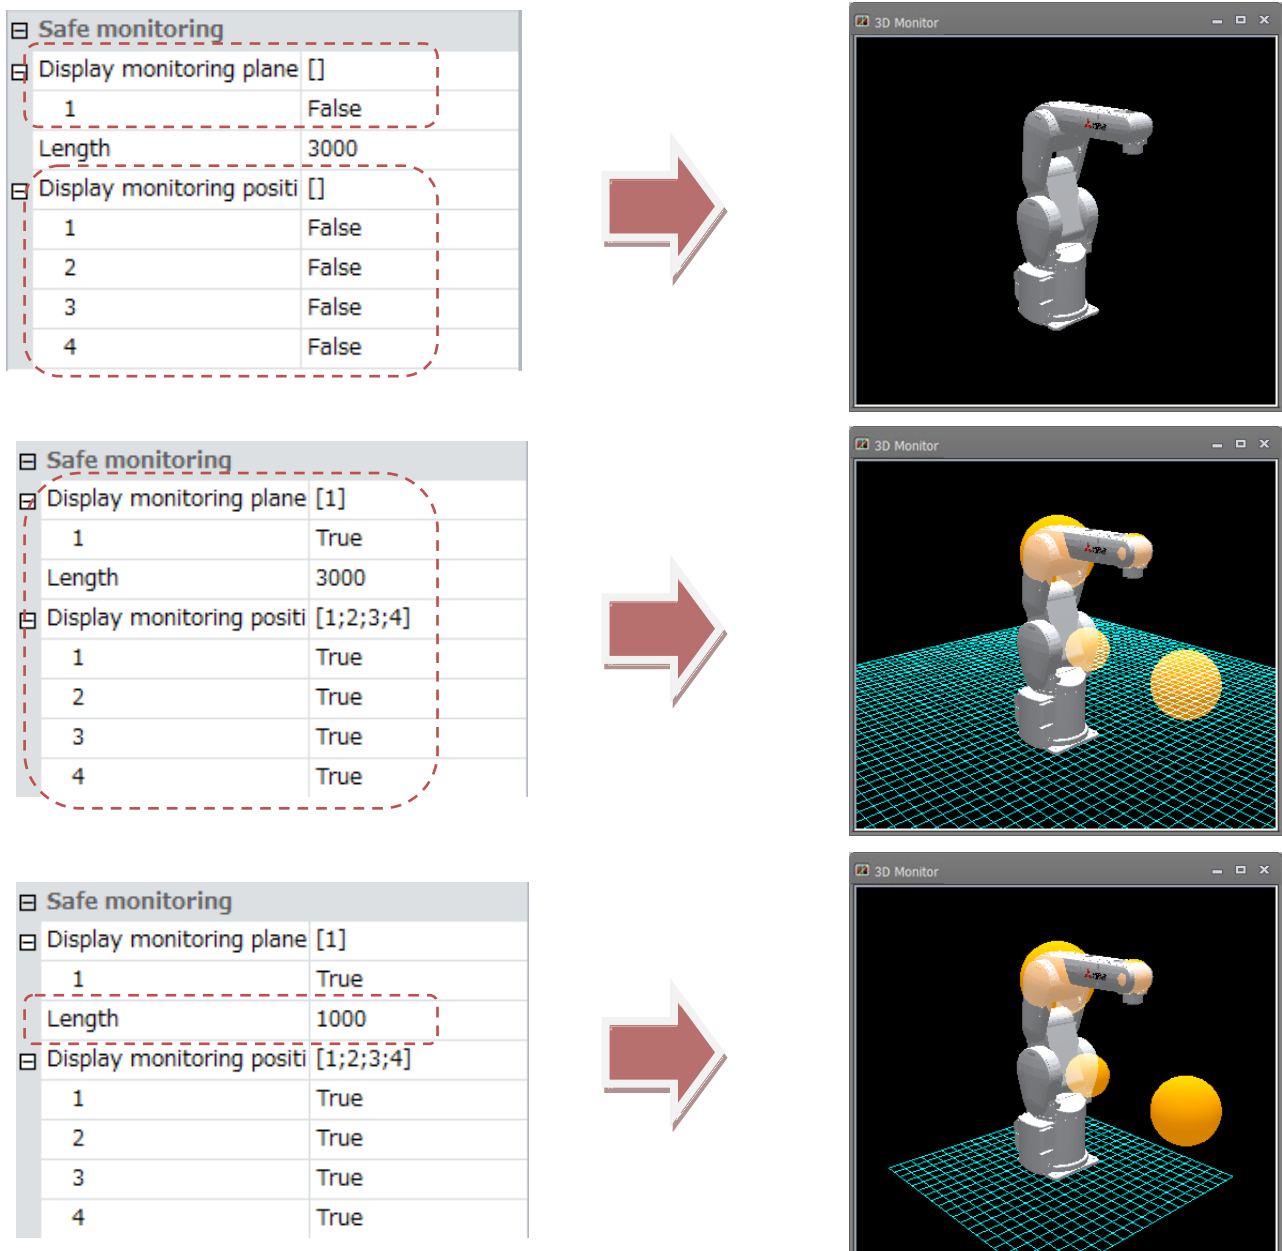 Safe monitoring
Display monitoring plane []
1 False
Length 3000
Display monitoring positi []
1 False
2 False
3 False
4 False
3D Monitor
Safe monitoring
Display monitoring plane [1]
1 True
Length 3000
Display monitoring positi [1;2;3;4]
1 True
2 True
3 True
4 True
3D Monitor
Safe monitoring
Display monitoring plane [1]
1 True
Length 1000
Display monitoring positi [1;2;3;4]
1 True
2 True
3 True
4 True
3D Monitor